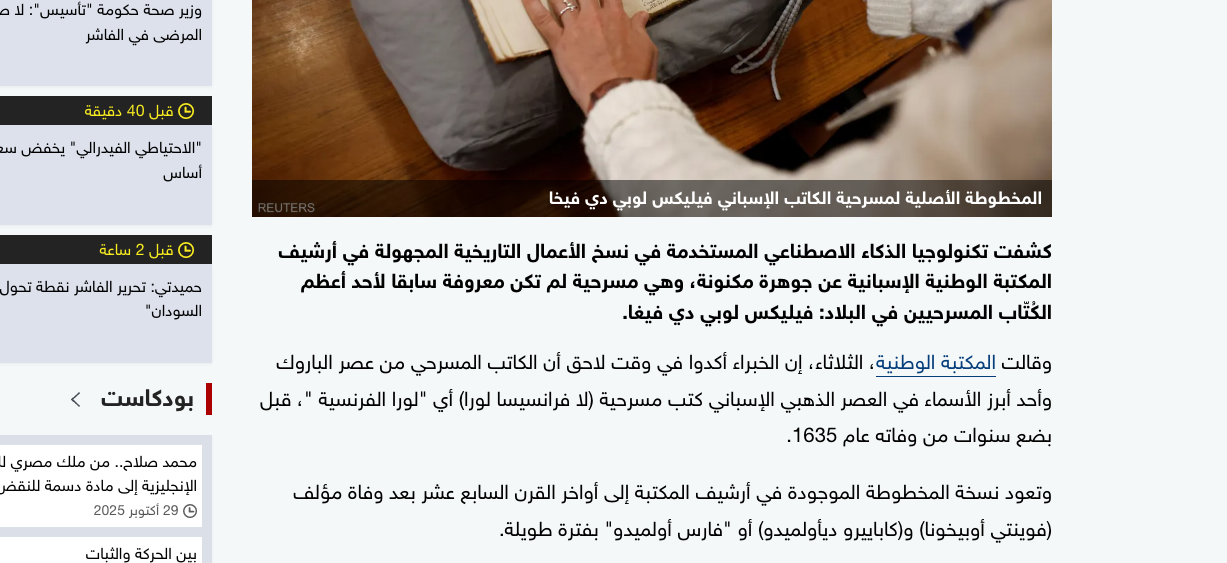 المخطوطة الأصلية لمسرحية الكاتب الإسباني فيليكس لوبي دي فيخا
REUTERS
كشفت تكنولوجيا الذكاء الاصطناعي المستخدمة في نسخ الأعمال التاريخية المجهولة في أرشيف
المكتبة الوطنية الإسبانية عن جوهرة مكنونة، وهي مسرحية لم تكن معروفة سابقا لأحد أعظم
الكُتّاب المسرحيين في البلاد: فيليكس لوبي دي فيغا.
وقالت المكتبة الوطنية، الثلاثاء، إن الخبراء أكدوا في وقت لاحق أن الكاتب المسرحي من عصر الباروك
وأحد أبرز الأسماء في العصر الذهبي الإسباني كتب مسرحية (لا فرانسيسا لورا) أي "لورا الفرنسية "، قبل
بضع سنوات من وفاته عام 1635.
وتعود نسخة المخطوطة الموجودة في أرشيف المكتبة إلى أواخر القرن السابع عشر بعد وفاة مؤلف
(فوينتي أوبيخونا) و(كاباييرو ديأولميدو) أو "فارس أولميدو" بفترة طويلة.
وزير صحة حكومة "تأسيس": لا
المرضى في الفاشر
قبل 40 دقيقة
"الاحتياطي الفيدرالي" يخفض
أساس
قبل 2 ساعة
حميدتي: تحرير الفاشر نقطة تحول
السودان"
بودكاست
محمد صلاح.. من ملك مصري
الإنجليزية إلى مادة دسمة للنقض
29 أكتوبر 2025
بين الحركة والثبات